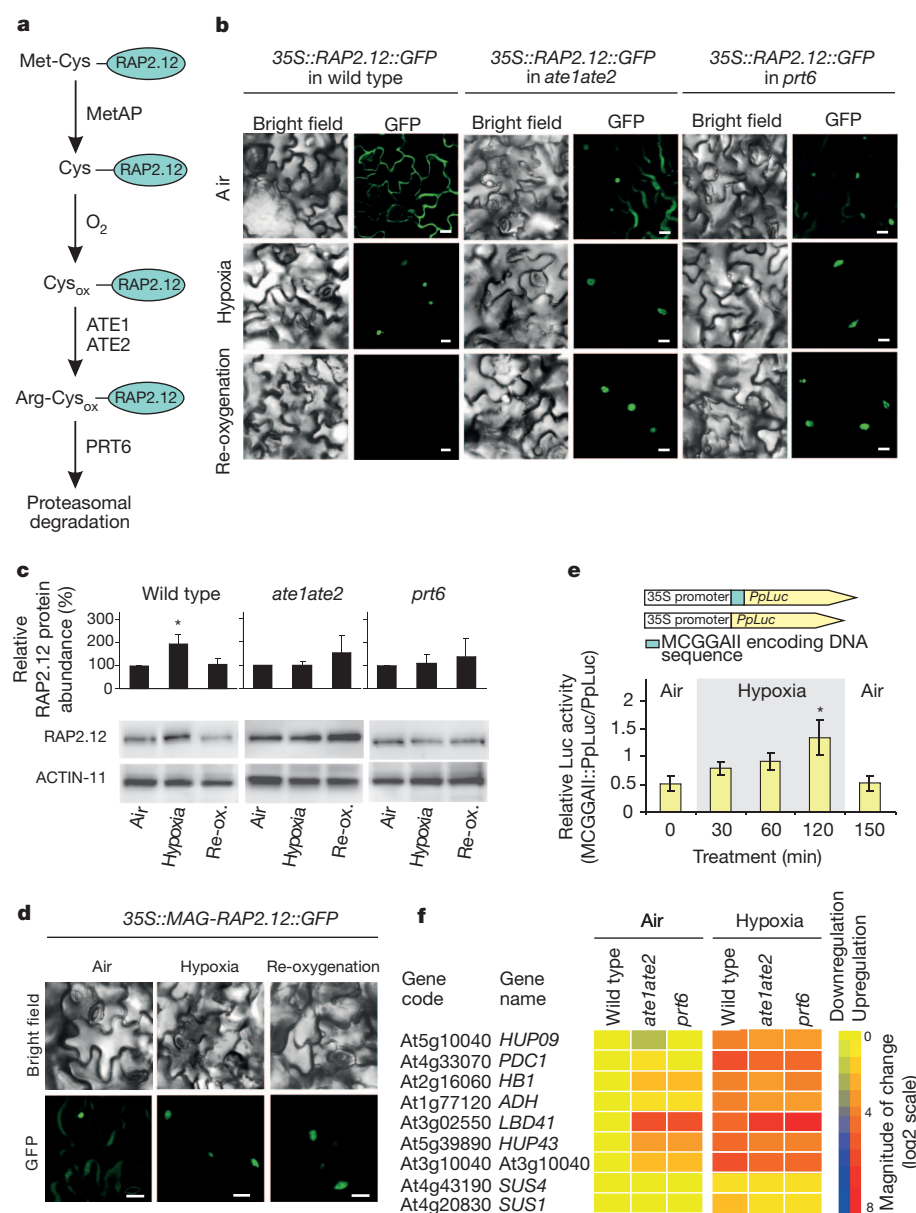 a
Met-Cys RAP2.12
MetAP
Cys RAP2.12
O2
Cysox RAP2.12
ATE1
ATE2
Arg-Cysox RAP2.12
PRT6
Proteasomal
degradation
b
35S::RAP2.12::GFP
in wild type
35S::RAP2.12::GFP
in ate1ate2
35S::RAP2.12::GFP
in prt6
Bright field GFP Bright field GFP Bright field GFP
Air
Hypoxia
Re-oxygenation
c
Wild type ate1ate2 prt6
Relative
RAP2.12 protein
abundance (%)
300
200
100
0
*
RAP2.12
ACTIN-11
Air Hypoxia Re-ox. Air Hypoxia Re-ox. Air Hypoxia Re-ox.
e
35S promoter PpLuc
35S promoter PpLuc
MCGGAII encoding DNA
sequence
Air Hypoxia Air
Relative Luc activity
(MCGGAII::PpLuc/PpLuc)
2
1.5
1
0.5
0
*
0 30 60 120 150
Treatment (min)
d
35S::MAG-RAP2.12::GFP
Air Hypoxia Re-oxygenation
Bright field
GFP
f
Air Hypoxia
Gene
code
Gene
name
Wild type ate1ate2 prt6 Wild type ate1ate2 prt6
Downregulation
Upregulation
At5g10040 HUP09
At4g33070 PDC1
At2g16060 HB1
At1g77120 ADH
At3g02550 LBD41
At5g39890 HUP43
At3g10040 At3g10040
At4g43190 SUS4
At4g20830 SUS1
0
4
8
Magnitude of change
(log2 scale)